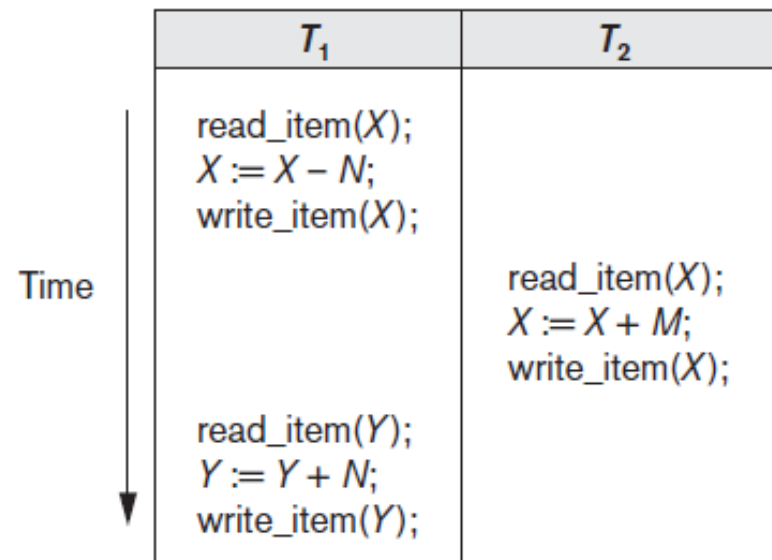 T₁ T₂
read_item(X);
X := X – N;
write_item(X);
Time
read_item(X);
X := X + M;
write_item(X);
read_item(Y);
Y := Y + N;
write_item(Y);